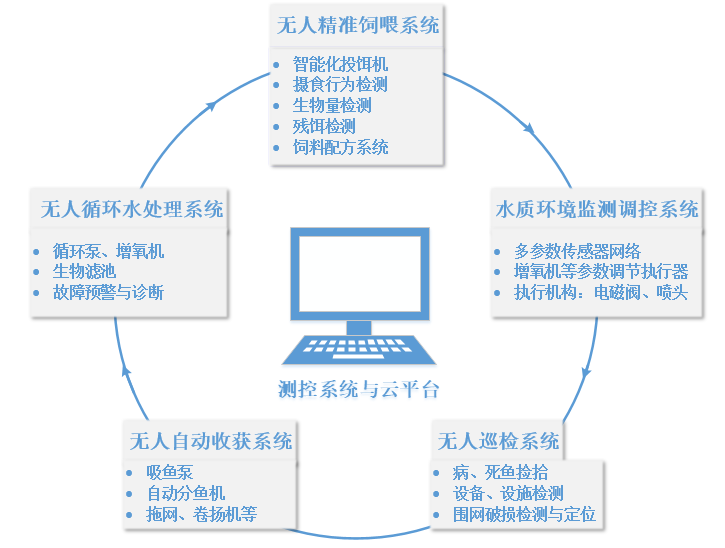 无人精准饲喂系统
智能化投饵机
摄食行为检测
生物量检测
残饵检测
饲料配方系统
无人循环水处理系统
循环泵、增氧机
生物滤池
故障预警与诊断
水质环境监测调控系统
多参数传感器网络
增氧机等参数调节执行器
执行机构：电磁阀、喷头
测控系统与云平台
无人自动收获系统
吸鱼泵
自动分鱼机
拖网、卷扬机等
无人巡检系统
病、死鱼捡拾
设备、设施检测
围网破损检测与定位